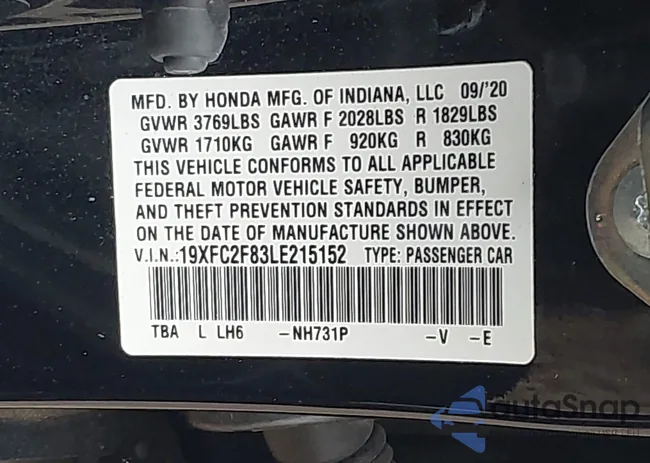 MFD. BY HONDA MFG. OF INDIANA, LLC 09/'20
GVWR 3769LBS GAWR F 2028LBS R 1829LBS
GVWR 1710KG GAWR F 920KG R 830KG
THIS VEHICLE CONFORMS TO ALL APPLICABLE
FEDERAL MOTOR VEHICLE SAFETY, BUMPER,
AND THEFT PREVENTION STANDARDS IN EFFECT
ON THE DATE OF MANUFACTURE SHOWN ABOVE.
V.I.N.:19XFC2F83LE215152 TYPE: PASSENGER CAR
TBA L LH6 -NH731P -V -E
autoSnap